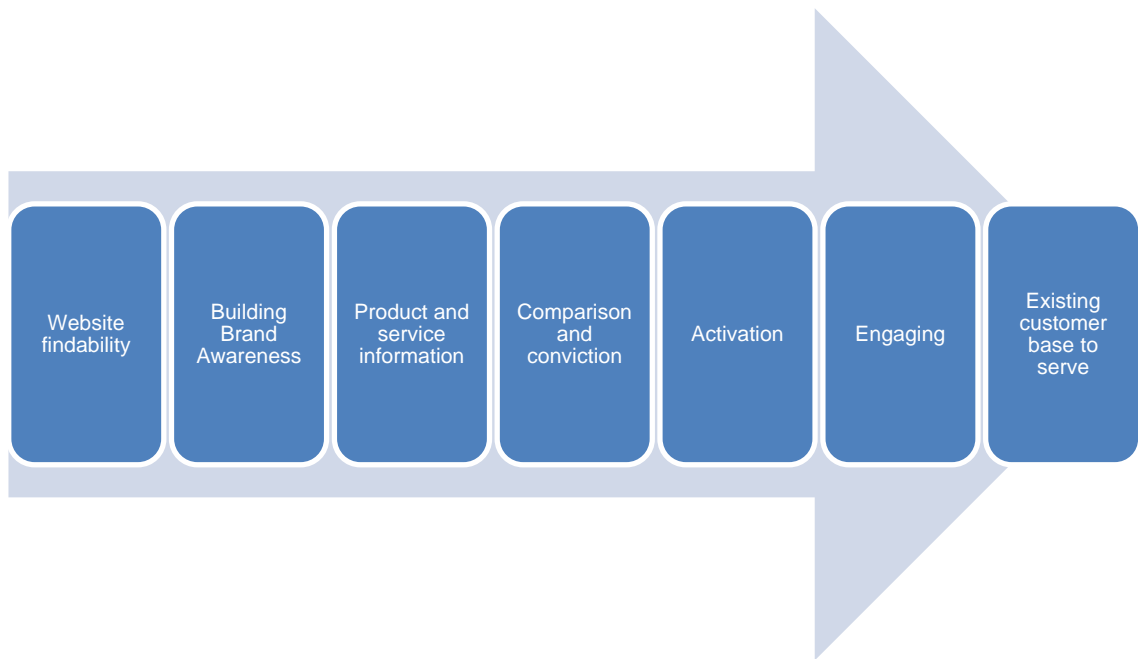 Website
findability
Building
Brand
Awareness
Product and
service
information
Comparison
and
conviction
Activation
Engaging
Existing
customer
base to
serve